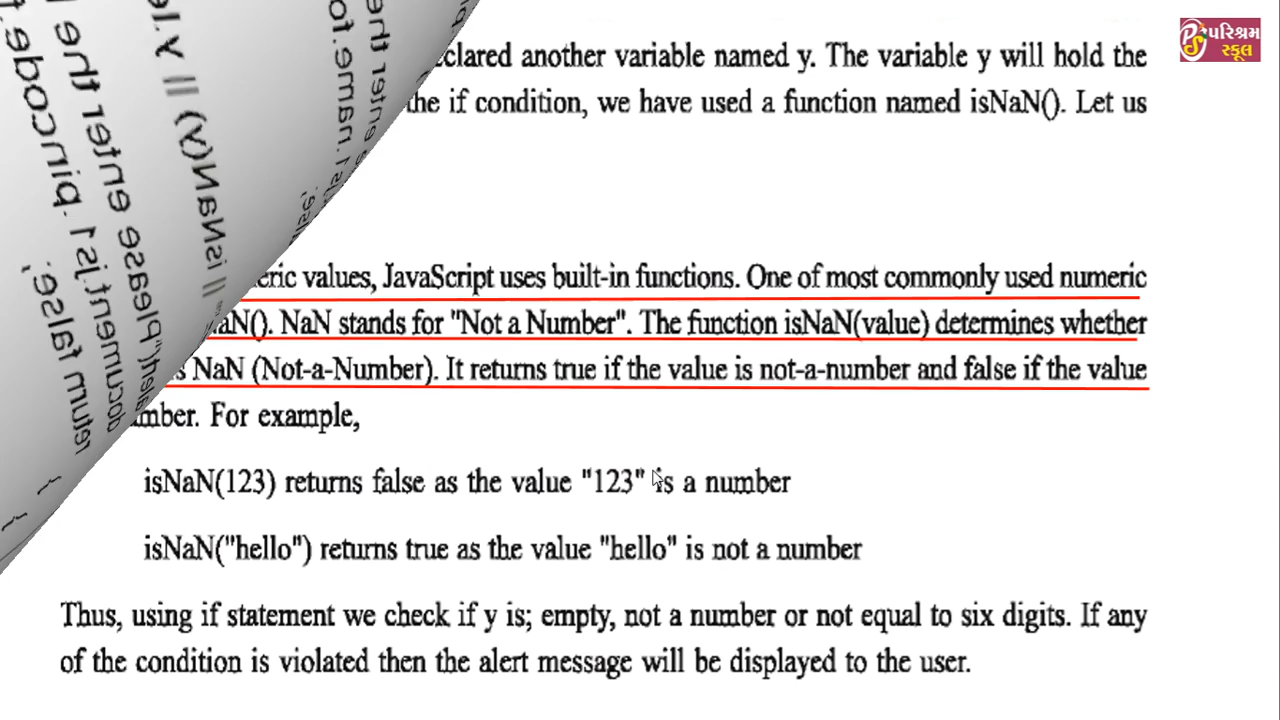 પરિશ્રમ
સ્કૂલ
eclared another variable named y. The variable y will hold the
the if condition, we have used a function named isNaN(). Let us
eric values, JavaScript uses built-in functions. One of most commonly used numeric
aN(). NaN stands for "Not a Number". The function isNaN(value) determines whether
s NaN (Not-a-Number). It returns true if the value is not-a-number and false if the value
mber. For example,
isNaN(123) returns false as the value "123" is a number
isNaN("hello") returns true as the value "hello" is not a number
Thus, using if statement we check if y is; empty, not a number or not equal to six digits. If any
of the condition is violated then the alert message will be displayed to the user.